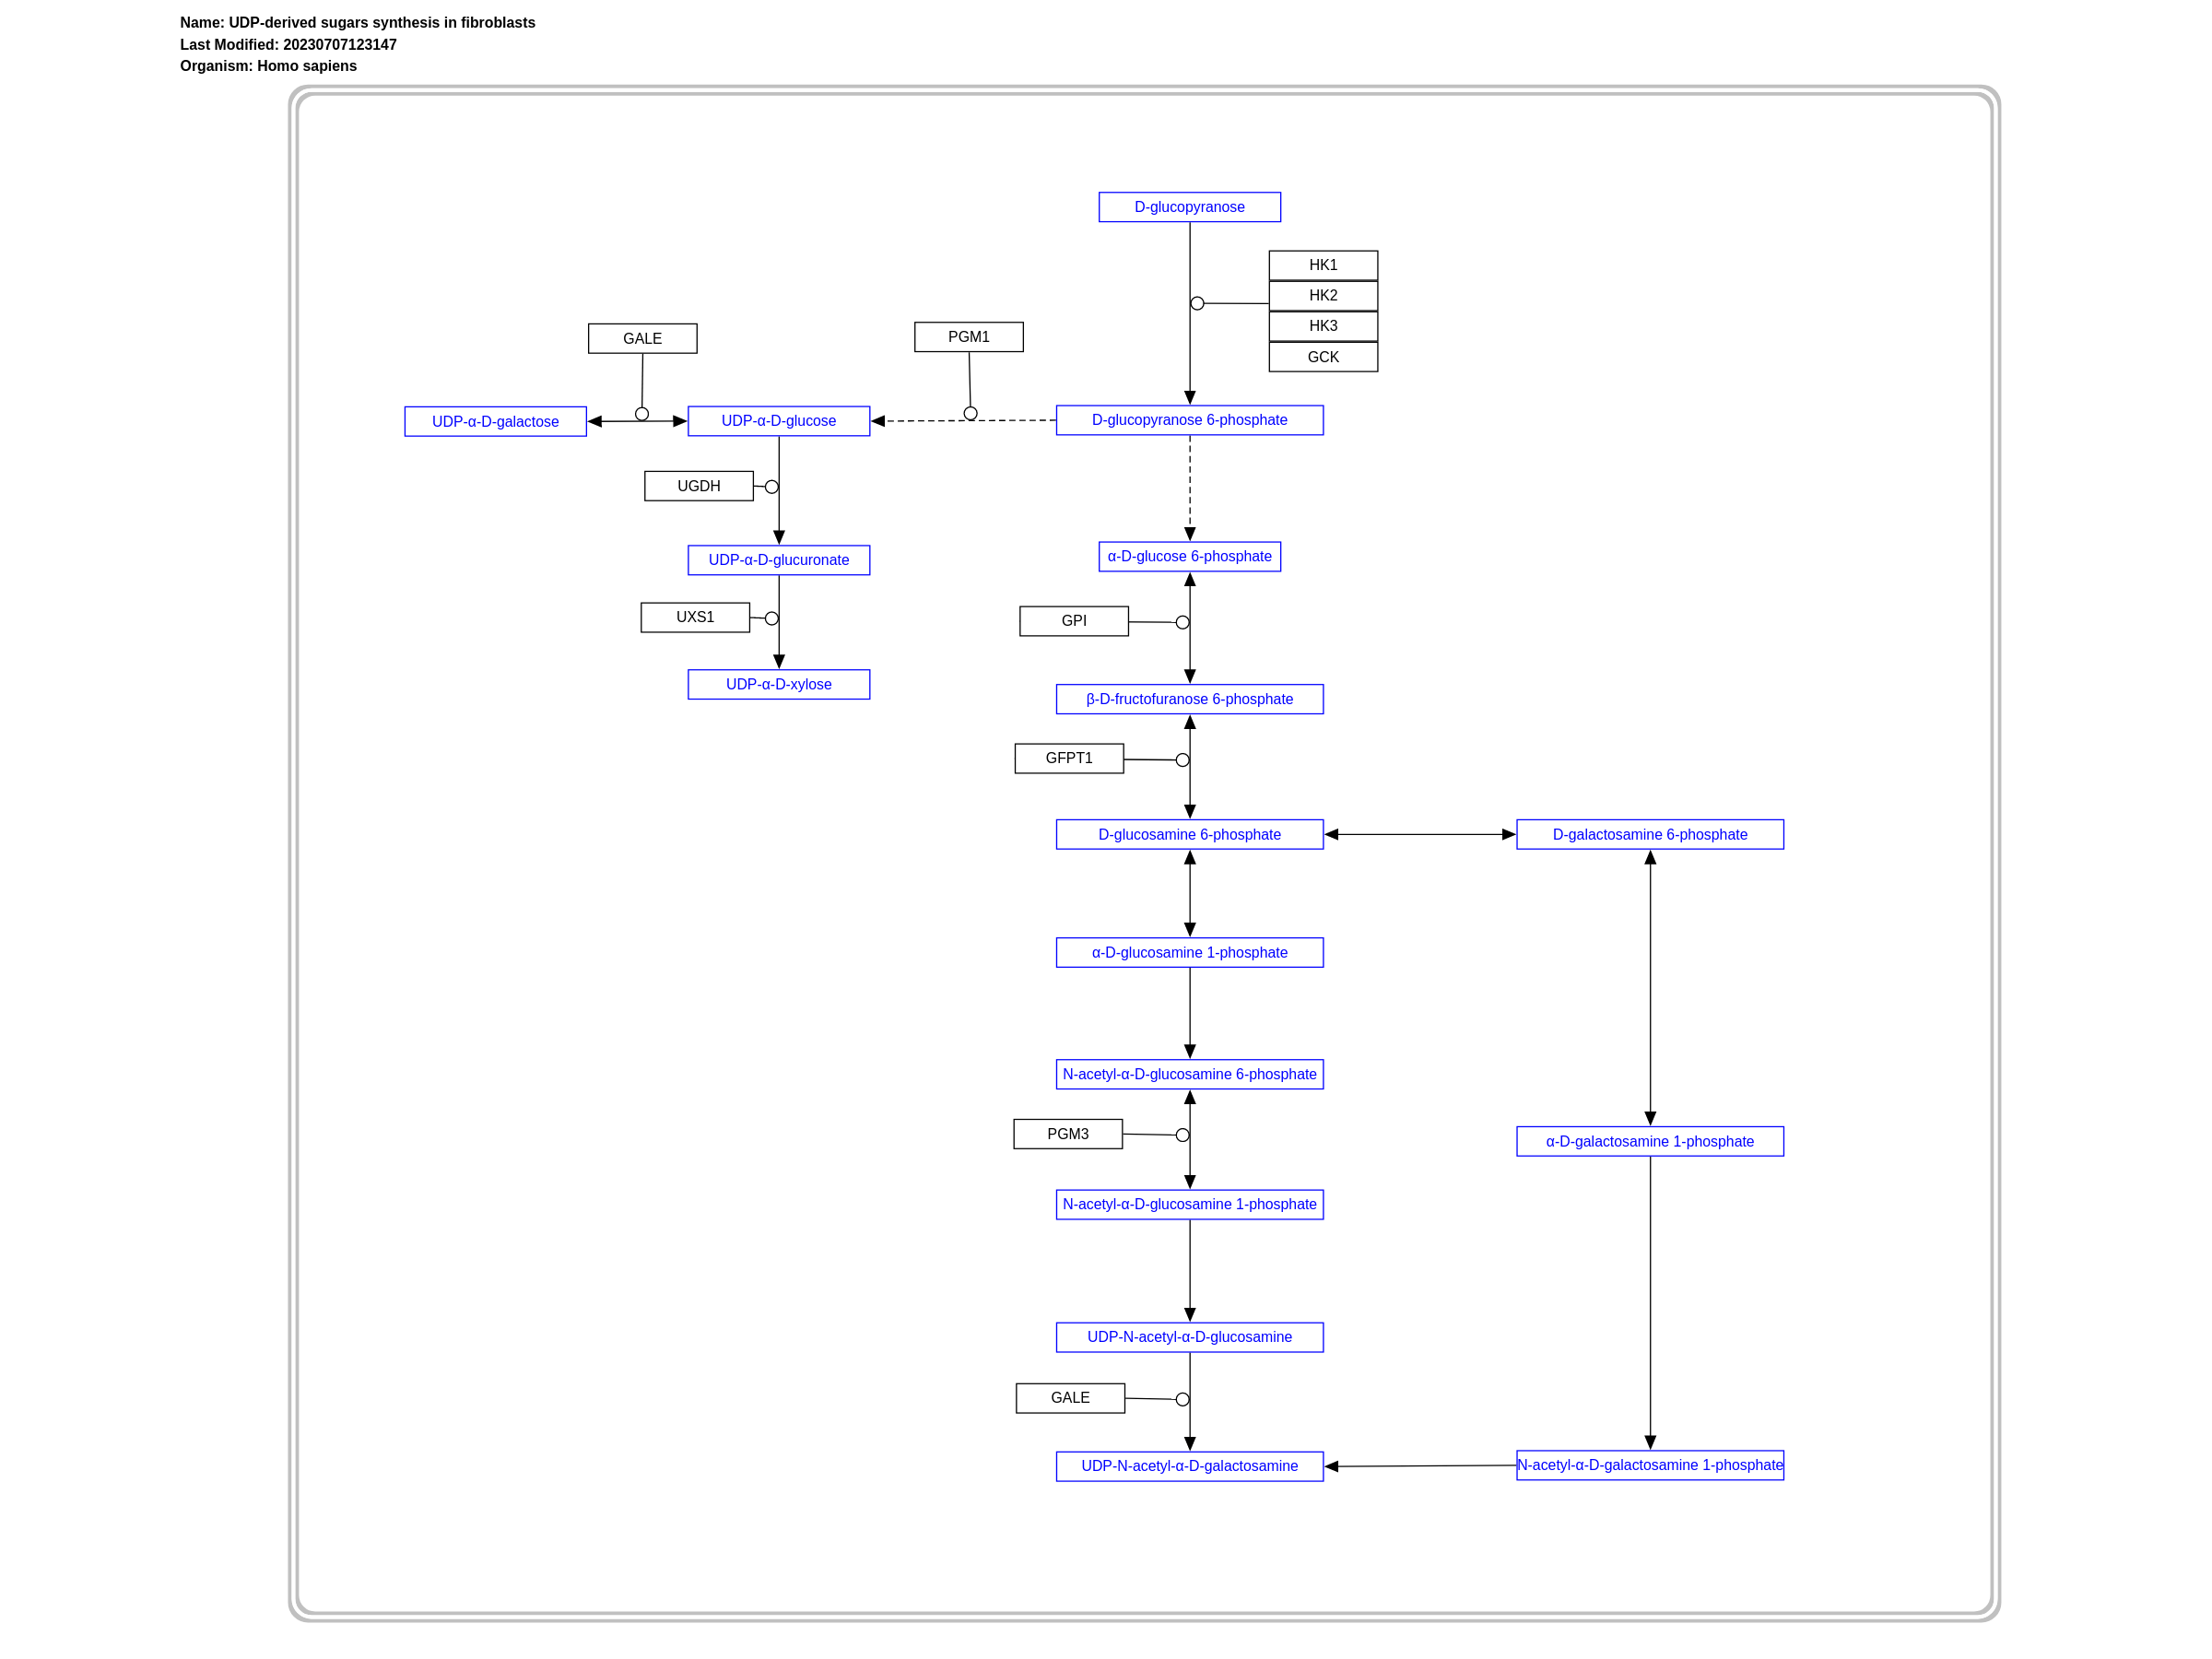 Name: UDP-derived sugars synthesis in fibroblasts
Last Modified: 20230707123147
Organism: Homo sapiens
D-glucopyranose
HK1
HK2
HK3
GCK
GALE
PGM1
UDP-α-D-galactose
UDP-α-D-glucose
D-glucopyranose 6-phosphate
UGDH
UDP-α-D-glucuronate
α-D-glucose 6-phosphate
UXS1
GPI
UDP-α-D-xylose
β-D-fructofuranose 6-phosphate
GFPT1
D-glucosamine 6-phosphate
D-galactosamine 6-phosphate
α-D-glucosamine 1-phosphate
N-acetyl-α-D-glucosamine 6-phosphate
PGM3
α-D-galactosamine 1-phosphate
N-acetyl-α-D-glucosamine 1-phosphate
UDP-N-acetyl-α-D-glucosamine
GALE
UDP-N-acetyl-α-D-galactosamine
N-acetyl-α-D-galactosamine 1-phosphate